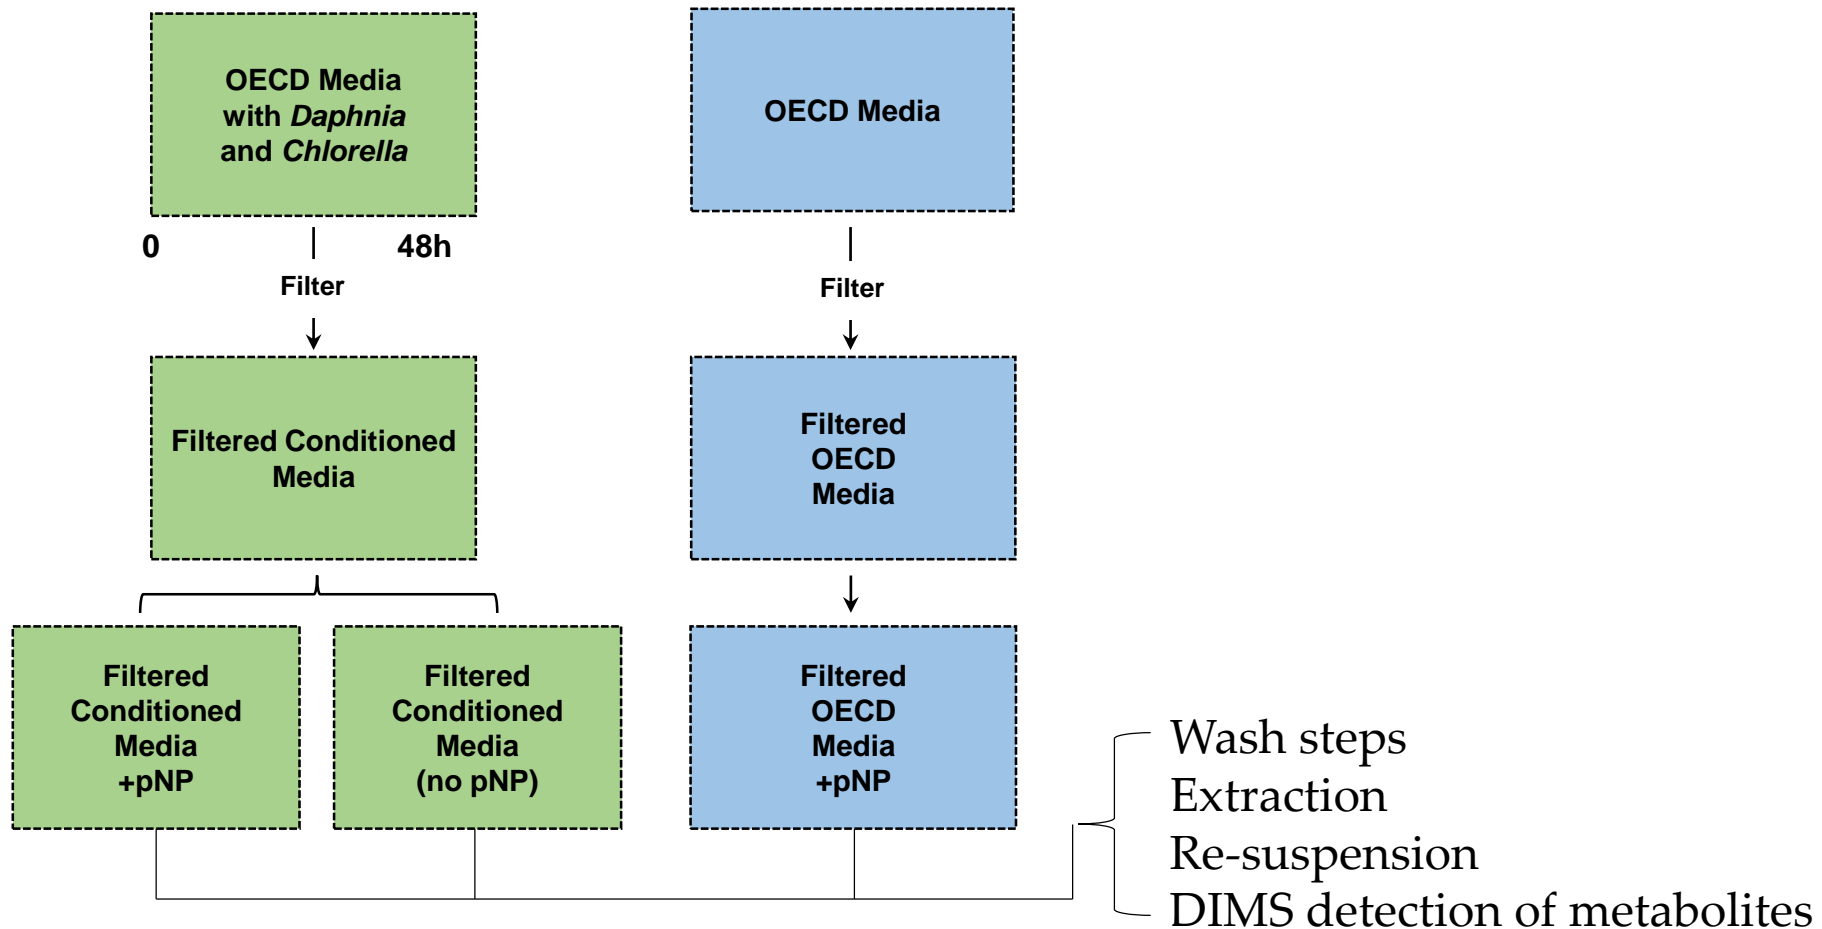 OECD Media
with Daphnia
and Chlorella
OECD Media
0
48h
Filter
Filter
Filtered Conditioned
Media
Filtered
OECD
Media
Filtered
Conditioned
Media
+pNP
Filtered
Conditioned
Media
(no pNP)
Filtered
OECD
Media
+pNP
Wash steps
Extraction
Re-suspension
DIMS detection of metabolites